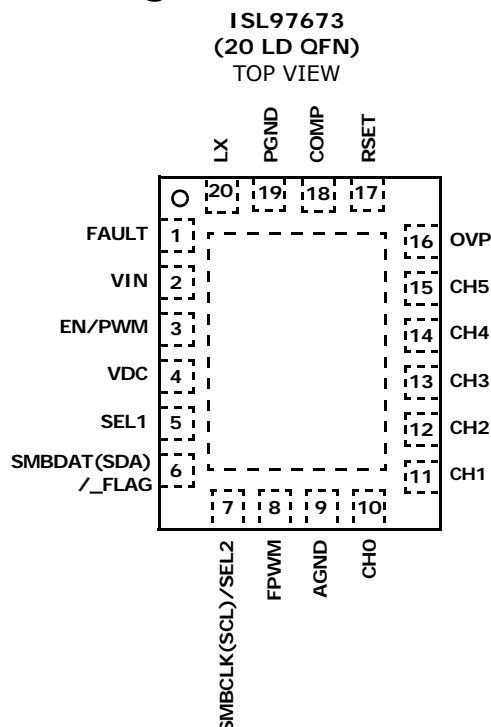 ISL97673
(20 LD QFN)
TOP VIEW
LX
PGND
COMP
RSET
20
19
18
17
FAULT
1
VIN
2
EN/PWM
3
VDC
4
SEL1
5
SMBDAT(SDA)
/_FLAG
6
16
OVP
15
CH5
14
CH4
13
CH3
12
CH2
11
CH1
7
8
9
10
SMBCLK(SCL)/SEL2
FPWM
AGND
CH0